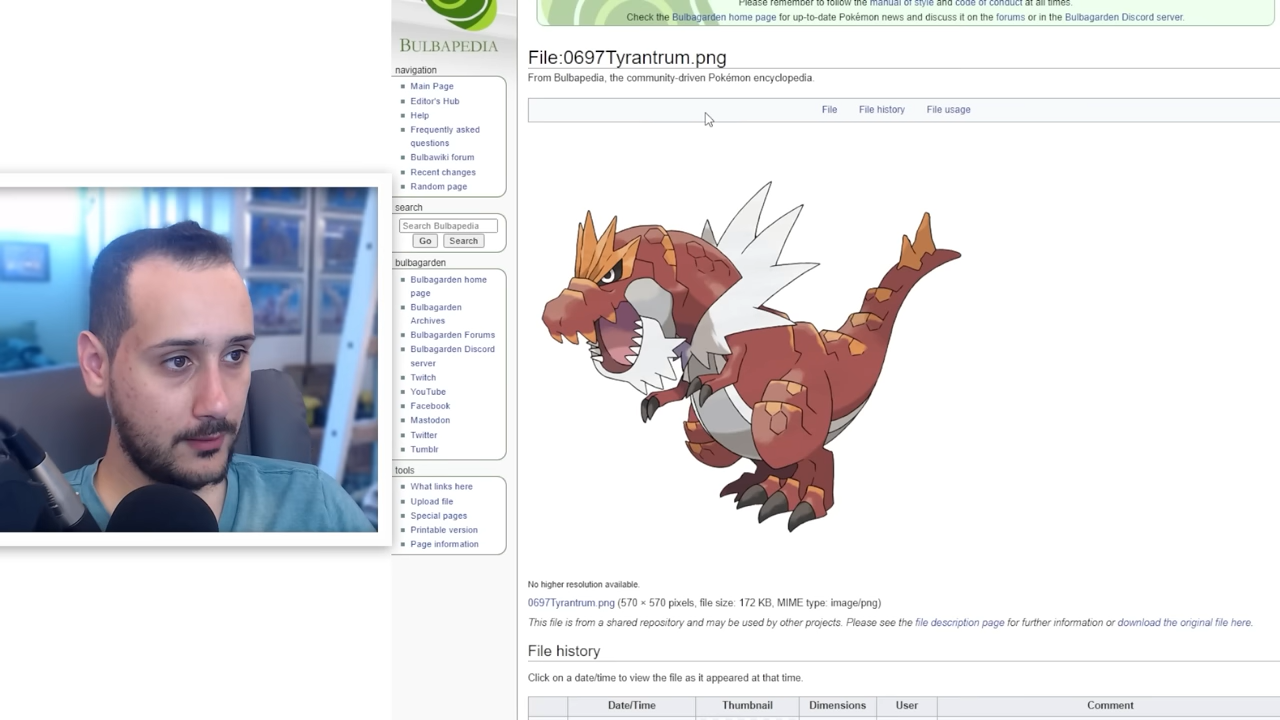 Please remember to follow the manual of style and code of conduct at all times.
Check the Bulbagarden home page for up-to-date Pokémon news and discuss it on the forums or in the Bulbagarden Discord server.
BULBAPEDIA
navigation
Main Page
Editor's Hub
Help
Frequently asked
questions
Bulbawiki forum
Recent changes
Random page
search
Search Bulbapedia
Go Search
bulbagarden
Bulbagarden home
page
Bulbagarden
Archives
Bulbagarden Forums
Bulbagarden Discord
server
Twitch
YouTube
Facebook
Mastodon
Twitter
Tumblr
tools
What links here
Upload file
Special pages
Printable version
Page information
File:0697Tyrantrum.png
From Bulbapedia, the community-driven Pokémon encyclopedia.
File File history File usage
No higher resolution available.
0697Tyrantrum.png (570 × 570 pixels, file size: 172 KB, MIME type: image/png)
This file is from a shared repository and may be used by other projects. Please see the file description page for further information or download the original file here.
File history
Click on a date/time to view the file as it appeared at that time.
Date/Time Thumbnail Dimensions User Comment